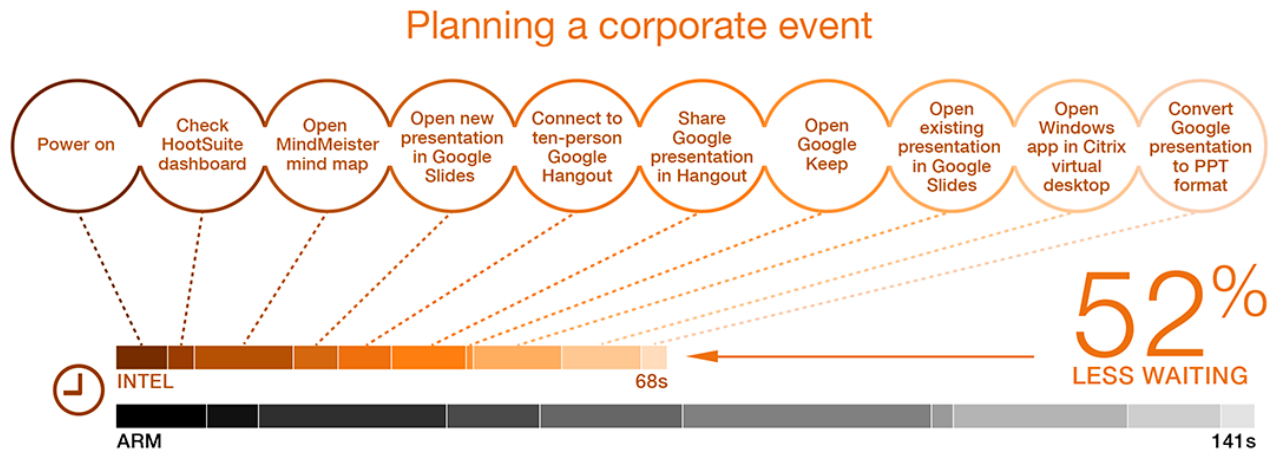 Planning a corporate event
Power on
Check
HootSuite
dashboard
Open
MindMeister
mind map
Open new
presentation
in Google
Slides
Connect to
ten-person
Google
Hangout
Share
Google
presentation
in Hangout
Open
Google
Keep
Open
existing
presentation
in Google
Slides
Open
Windows
app in Citrix
virtual
desktop
Convert
Google
presentation
to PPT
format
52%
LESS WAITING
INTEL
68s
ARM
141s